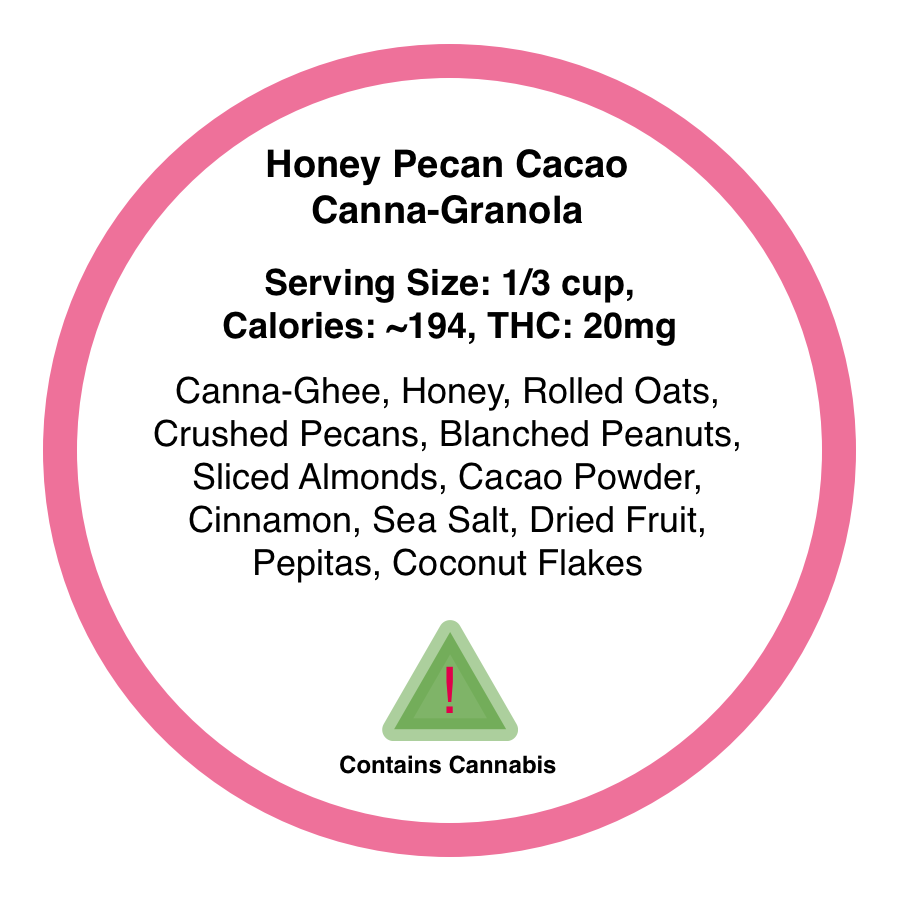 Honey Pecan Cacao
Canna-Granola
Serving Size: 1/3 cup,
Calories: ~194, THC: 20mg
Canna-Ghee, Honey, Rolled Oats,
Crushed Pecans, Blanched Peanuts,
Sliced Almonds, Cacao Powder,
Cinnamon, Sea Salt, Dried Fruit,
Pepitas, Coconut Flakes
!
Contains Cannabis